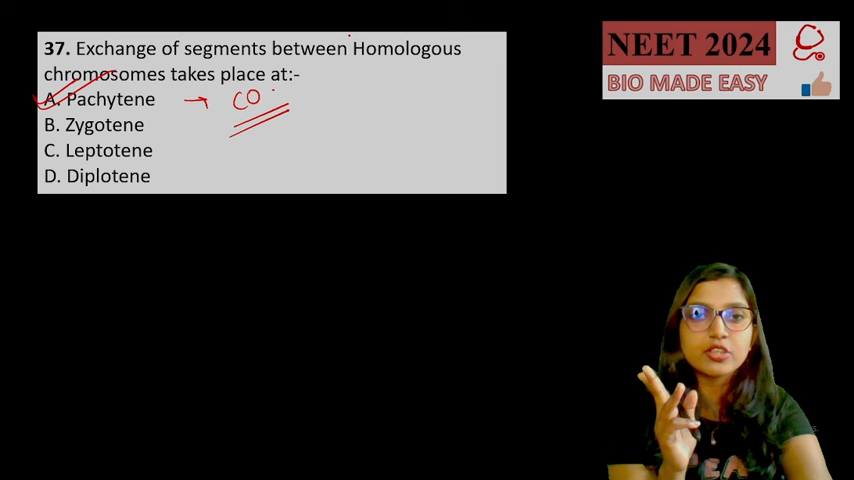 37. Exchange of segments between Homologous
chromosomes takes place at:-
A. Pachytene → CO
B. Zygotene
C. Leptotene
D. Diplotene
NEET 2024
BIO MADE EASY